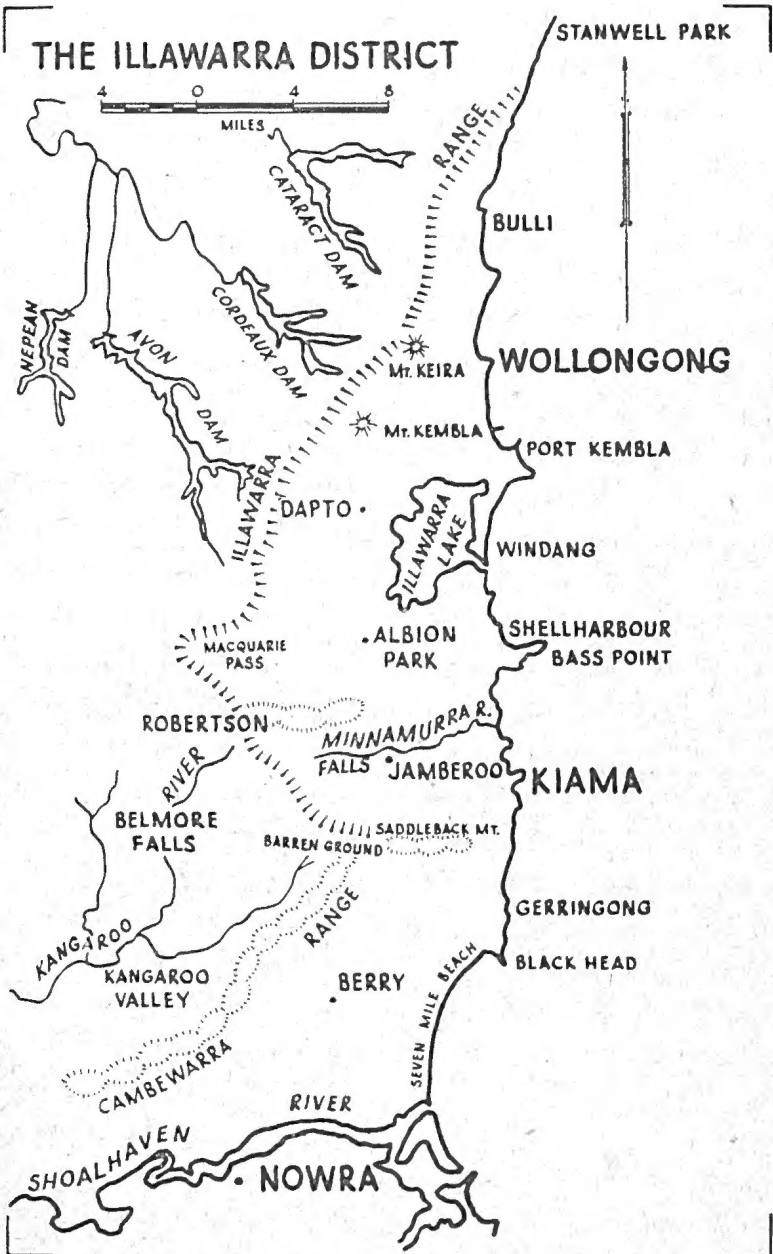 STANWELL PARK
THE ILLAWARRA DISTRICT
4 0 4 8
MILES
RANGE
CATARACT DAM
BULLI
CORDEAUX DAM
NEPEAN DAM
AVON DAM
MT. KEIRA
WOLLONGONG
MT. KEMBLA
PORT KEMBLA
ILLAWARRA
DAPTO
ILLAWARRA LAKE
WINDANG
SHELLHARBOUR
BASS POINT
ALBION
PARK
MACQUARIE
PASS
ROBERTSON
MINNAMURRA R.
FALLS
JAMBEROO
KIAMA
RIVER
BELMORE
FALLS
SADDLEBACK MT.
BARREN GROUND
RANGE
GERRINGONG
BLACK HEAD
KANGAROO
KANGAROO
VALLEY
BERRY
SEVEN MILE BEACH
CAMBEWARRA
RIVER
SHOALHAVEN
NOWRA